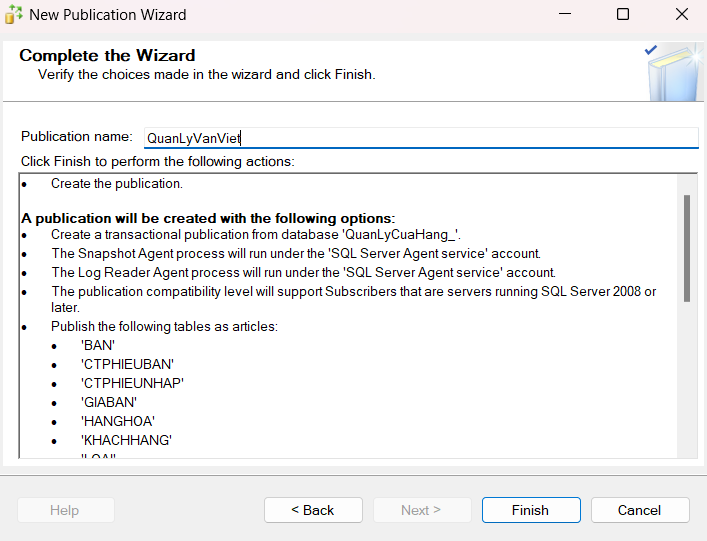 New Publication Wizard
Complete the Wizard
Verify the choices made in the wizard and click Finish.
Publication name: QuanLyVanViet
Click Finish to perform the following actions:
• Create the publication.
A publication will be created with the following options:
• Create a transactional publication from database 'QuanLyCuaHang_'.
• The Snapshot Agent process will run under the 'SQL Server Agent service' account.
• The Log Reader Agent process will run under the 'SQL Server Agent service' account.
• The publication compatibility level will support Subscribers that are servers running SQL Server 2008 or
later.
• Publish the following tables as articles:
• 'BAN'
• 'CTPHIEUBAN'
• 'CTPHIEUNHAP'
• 'GIABAN'
• 'HANGHOA'
• 'KHACHHANG'
Help
< Back
Next >
Finish
Cancel